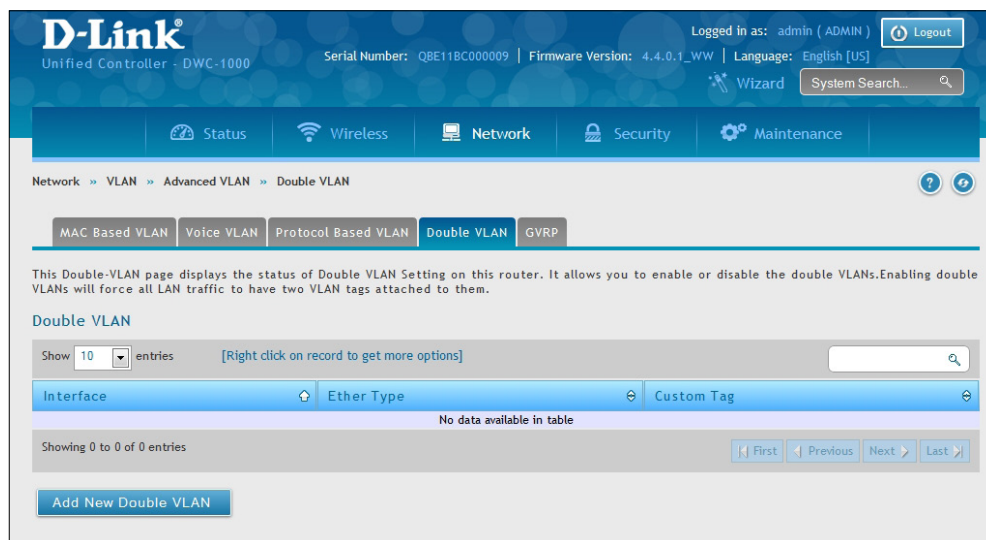 D-Link®
Unified Controller - DWC-1000
Logged in as: admin ( ADMIN ) Logout
Serial Number: QBE11BC000009 | Firmware Version: 4.4.0.1_WW | Language: English [US]
Wizard System Search...
Status Wireless Network Security Maintenance
Network » VLAN » Advanced VLAN » Double VLAN ?
MAC Based VLAN Voice VLAN Protocol Based VLAN Double VLAN GVRP
This Double-VLAN page displays the status of Double VLAN Setting on this router. It allows you to enable or disable the double VLANs.Enabling double
VLANs will force all LAN traffic to have two VLAN tags attached to them.
Double VLAN
Show 10 entries [Right click on record to get more options]
Interface Ether Type Custom Tag
No data available in table
Showing 0 to 0 of 0 entries First Previous Next Last
Add New Double VLAN